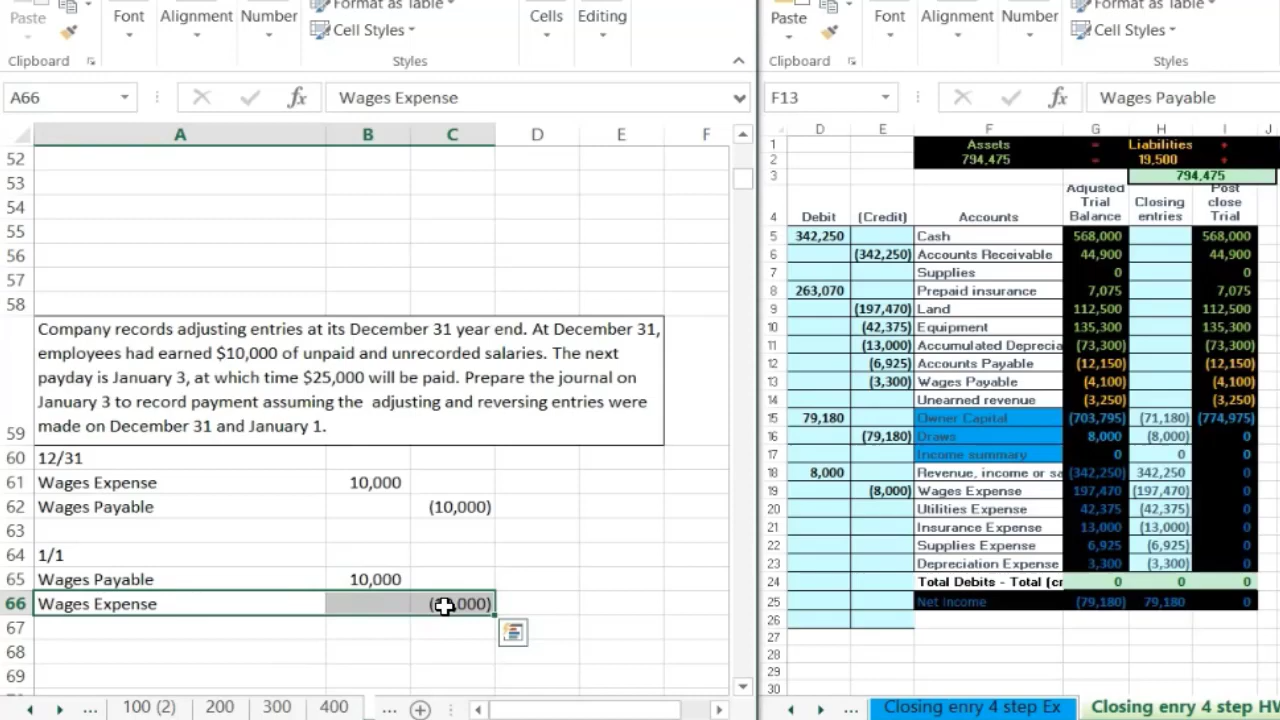 Paste
Clipboard
Font
Alignment
Number
Format as Table
Cell Styles
Styles
Cells
Editing
A66
fx
Wages Expense
A B C D E F
52
53
54
55
56
57
58
Company records adjusting entries at its December 31 year end. At December 31,
employees had earned $10,000 of unpaid and unrecorded salaries. The next
payday is January 3, at which time $25,000 will be paid. Prepare the journal on
January 3 to record payment assuming the adjusting and reversing entries were
59 made on December 31 and January 1.
60 12/31
61 Wages Expense 10,000
62 Wages Payable (10,000)
63
64 1/1
65 Wages Payable 10,000
66 Wages Expense
67
68
69
... 100 (2) 200 300 400 ...
Paste
Clipboard
Font
Alignment
Number
Format as Table
Cell Styles
Styles
F13
fx
Wages Payable
D E F G H I J
1 Assets = Liabilities +
2 794,475 = 19,500 +
3 794,475
Adjusted Post
Trial Closing close
4 Debit (Credit) Accounts Balance entries Trial
5 342,250 Cash 568,000 568,000
6 (342,250) Accounts Receivable 44,900 44,900
7 Supplies 0 0
8 263,070 Prepaid insurance 7,075 7,075
9 (197,470) Land 112,500 112,500
10 (42,375) Equipment 135,300 135,300
11 (13,000) Accumulated Deprecia (73,300) (73,300)
12 (6,925) Accounts Payable (12,150) (12,150)
13 (3,300) Wages Payable (4,100) (4,100)
14 Unearned revenue (3,250) (3,250)
15 79,180 Owner Capital (703,795) (71,180) (774,975)
16 (79,180) Draws 8,000 (8,000) 0
17 Income summary 0 0 0
18 8,000 Revenue, income or sa (342,250) 342,250 0
19 (8,000) Wages Expense 197,470 (197,470) 0
20 Utilities Expense 42,375 (42,375) 0
21 Insurance Expense 13,000 (13,000) 0
22 Supplies Expense 6,925 (6,925) 0
23 Depreciation Expense 3,300 (3,300) 0
24 Total Debits - Total (cr 0 0 0
25 Net Income (79,180) 79,180 0
26
27
28
29
30
... Closing enry 4 step Ex Closing enry 4 step HW